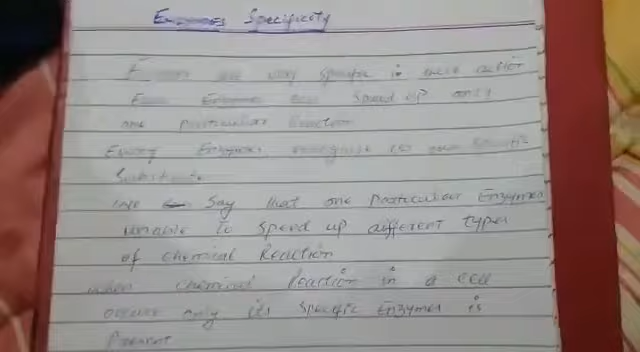 Enzymes Specificity
are very specific in their action
Each Enzyme can Speed up only
one particular Reaction
Every Enzymes recognise its own specific
Substrate
we Say that one particular Enzymes
unable to Speed up different types
of chemical Reaction
when chemical Reaction in a cell
occurs only its specific Enzymes is
Present